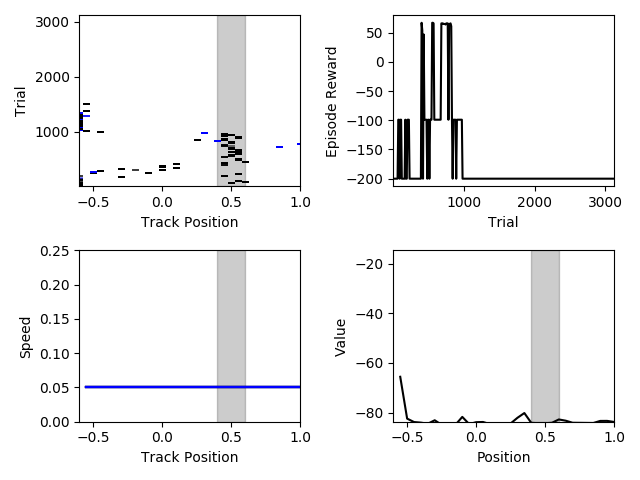 3000
2000
1000
Trial
−0.5 0.0 0.5 1.0
Track Position
50
0
−50
−100
−150
−200
Episode Reward
1000 2000 3000
Trial
0.25
0.20
0.15
0.10
0.05
0.00
Speed
−0.5 0.0 0.5 1.0
Track Position
−20
−40
−60
−80
Value
−0.5 0.0 0.5 1.0
Position